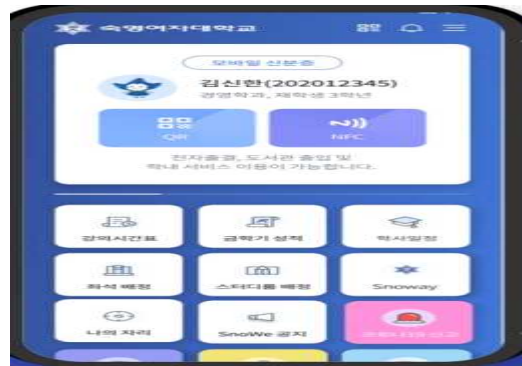 숙명여자대학교
모바일 신분증
김신한(202012345)
경영학과, 재학생 3학년
QR
NFC
전자출결, 도서관 출입 및
학내 서비스 이용이 가능합니다.
강의시간표
금학기 성적
학사일정
좌석 배정
스터디룸 배정
Snoway
나의 자리
SnoWe 공지